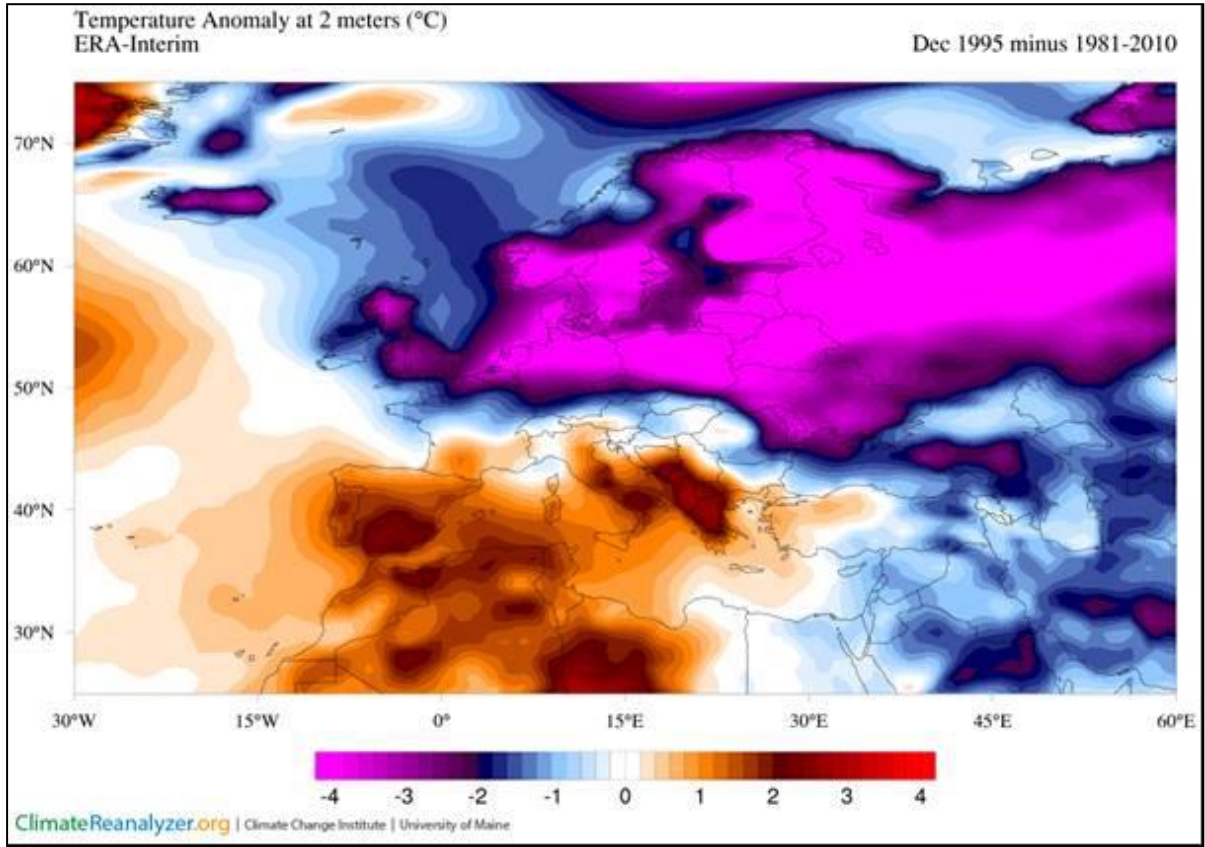 Temperature Anomaly at 2 meters (°C)
ERA-Interim
Dec 1995 minus 1981-2010
70°N
60°N
50°N
40°N
30°N
30°W 15°W 0° 15°E 30°E 45°E 60°E
-4 -3 -2 -1 0 1 2 3 4
ClimateReanalyzer.org | Climate Change Institute | University of Maine